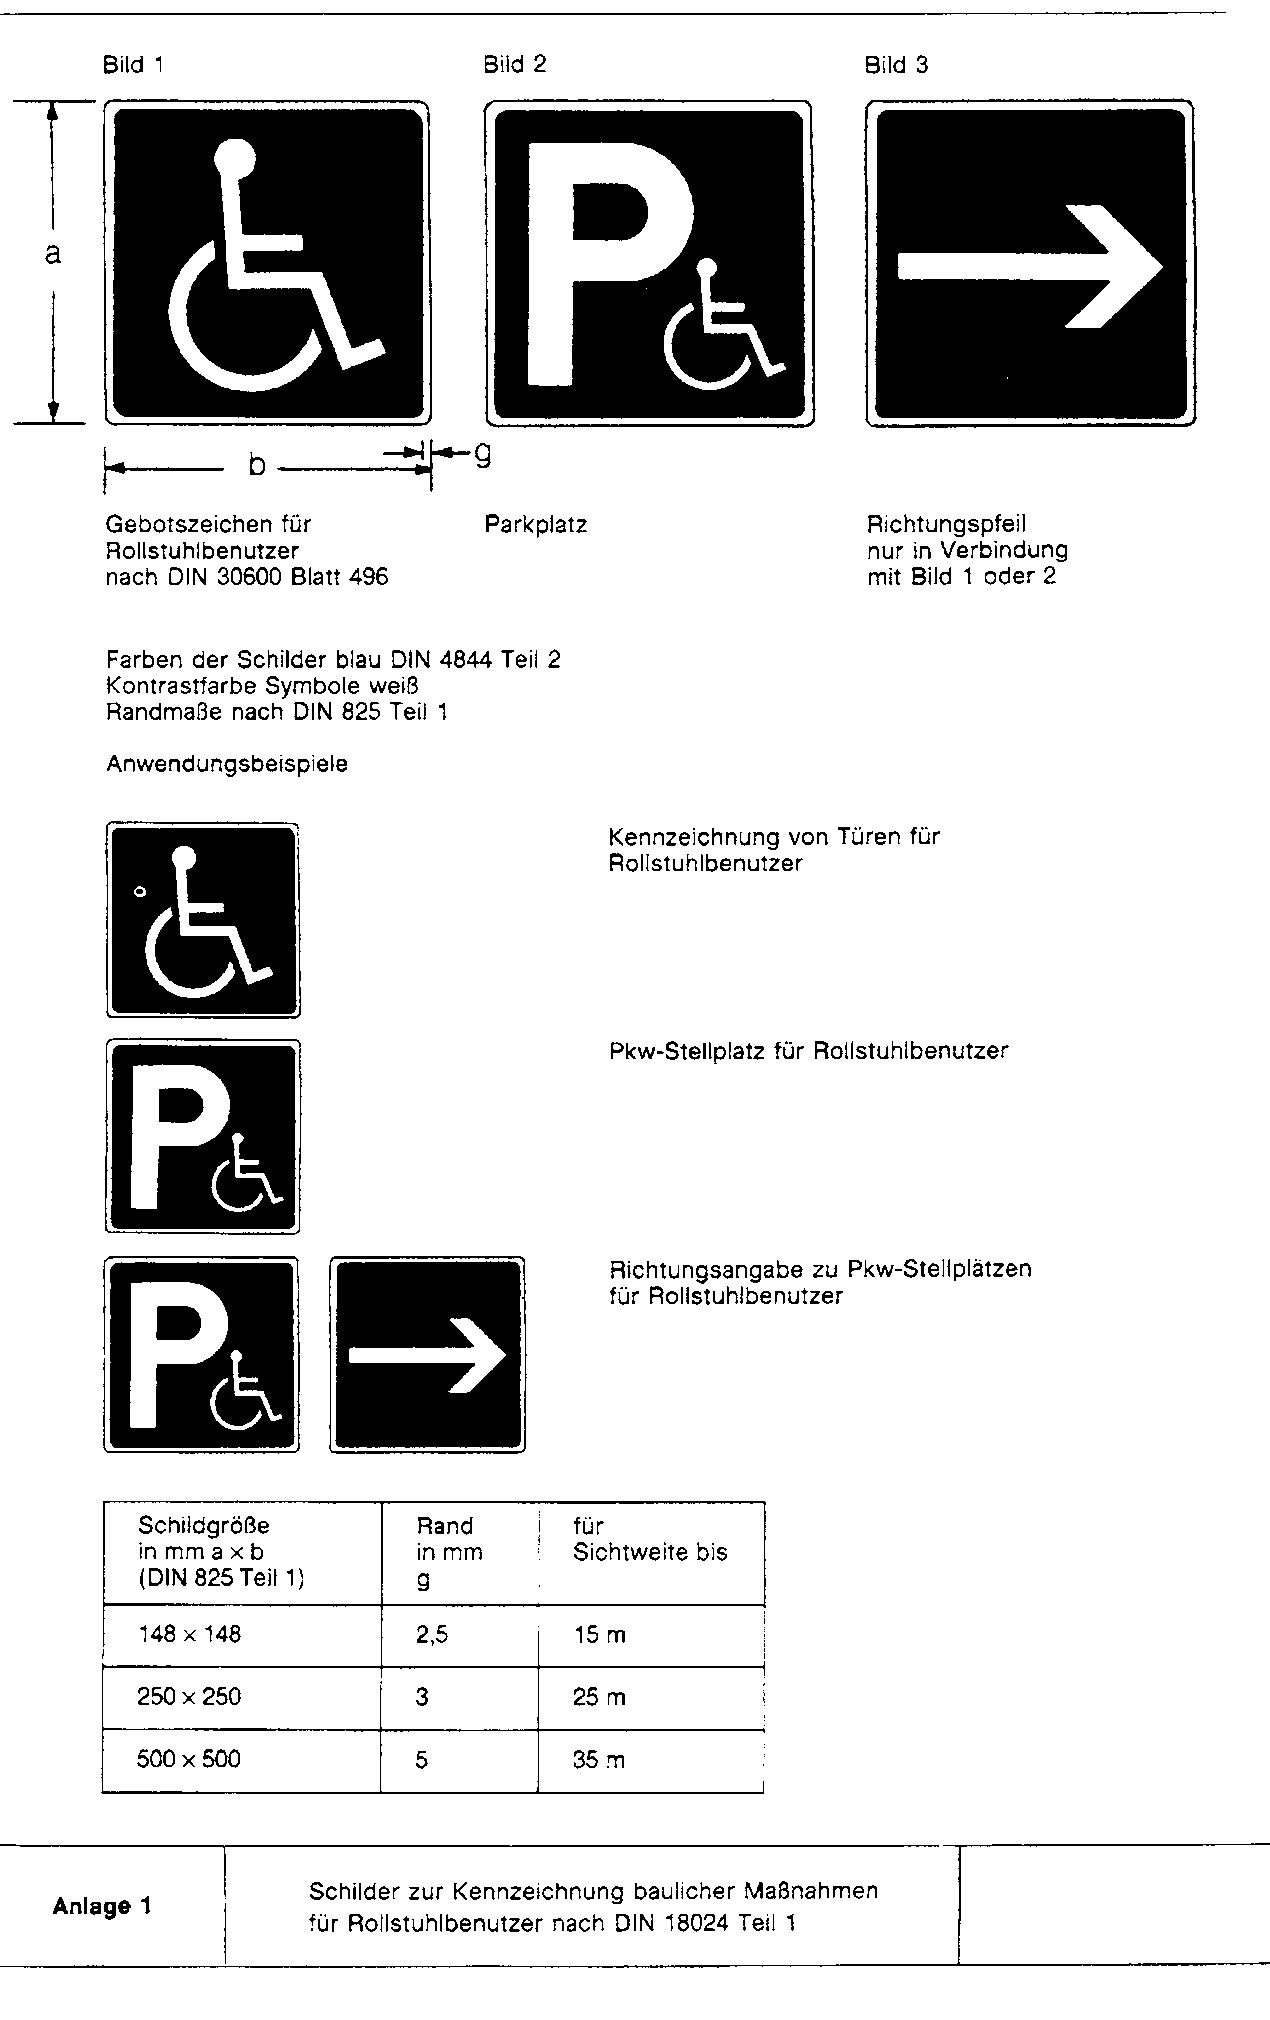 Bild 1 Bild 2 Bild 3
P
a
b g
Gebotszeichen für
Rollstuhlbenutzer
nach DIN 30600 Blatt 496
Parkplatz
Richtungspfeil
nur in Verbindung
mit Bild 1 oder 2
Farben der Schilder blau DIN 4844 Teil 2
Kontrastfarbe Symbole weiß
Randmaße nach DIN 825 Teil 1
Anwendungsbeispiele
Kennzeichnung von Türen für
Rollstuhlbenutzer
P
Pkw-Stellplatz für Rollstuhlbenutzer
P
Richtungsangabe zu Pkw-Stellplätzen
für Rollstuhlbenutzer
Schildgröße
in mm a x b
(DIN 825 Teil 1)
Rand
in mm
g
für
Sichtweite bis
148 x 148 2,5 15 m
250 x 250 3 25 m
500 x 500 5 35 m
Anlage 1
Schilder zur Kennzeichnung baulicher Maßnahmen
für Rollstuhlbenutzer nach DIN 18024 Teil 1